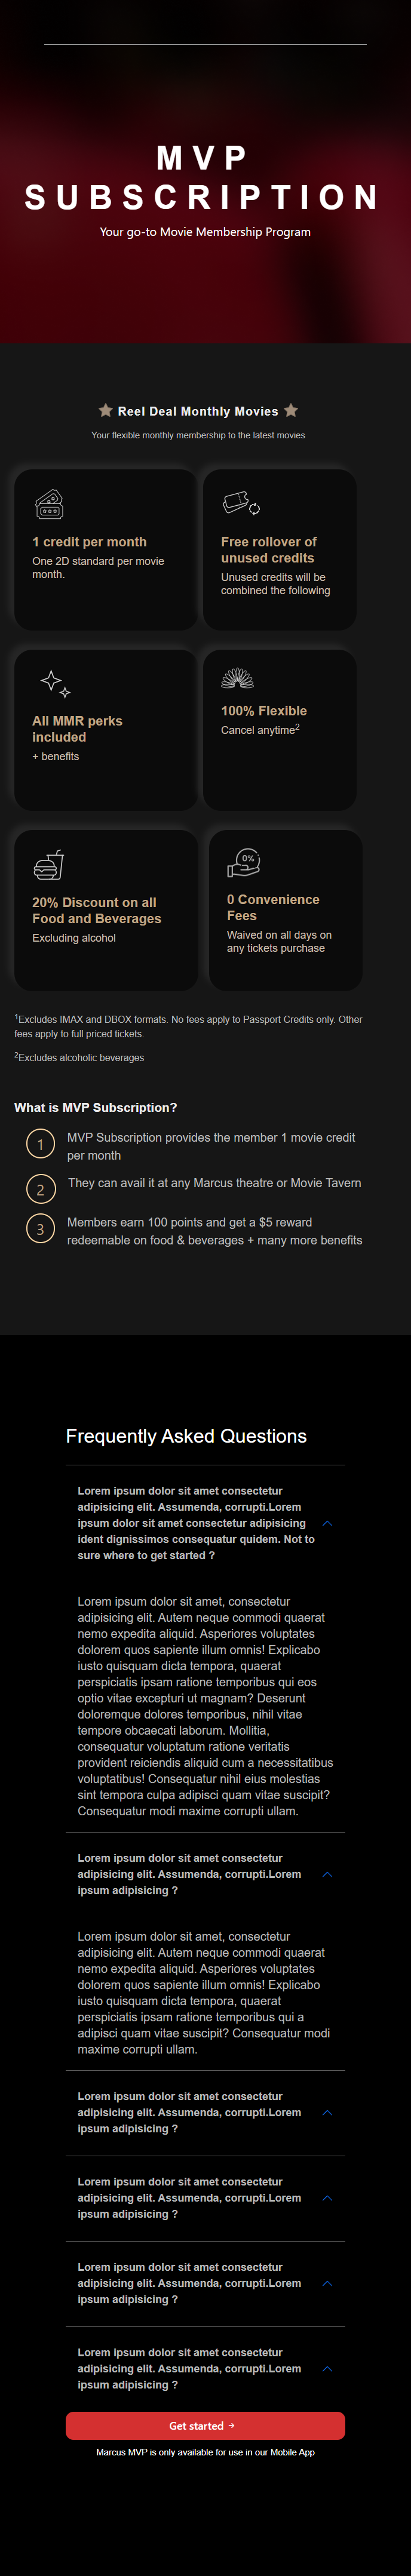 MVP
SUBSCRIPTION
Your go-to Movie Membership Program
Reel Deal Monthly Movies
Your flexible monthly membership to the latest movies
1 credit per month
One 2D standard per movie
month.
Free rollover of
unused credits
Unused credits will be
combined the following
All MMR perks
included
+ benefits
100% Flexible
Cancel anytime2
20% Discount on all
Food and Beverages
Excluding alcohol
0%
0 Convenience
Fees
Waived on all days on
any tickets purchase
1Excludes IMAX and DBOX formats. No fees apply to Passport Credits only. Other
fees apply to full priced tickets.
2Excludes alcoholic beverages
What is MVP Subscription?
1 MVP Subscription provides the member 1 movie credit
per month
2 They can avail it at any Marcus theatre or Movie Tavern
3 Members earn 100 points and get a $5 reward
redeemable on food & beverages + many more benefits
Frequently Asked Questions
Lorem ipsum dolor sit amet consectetur
adipisicing elit. Assumenda, corrupti.Lorem
ipsum dolor sit amet consectetur adipisicing
ident dignissimos consequatur quidem. Not to
sure where to get started ?
Lorem ipsum dolor sit amet, consectetur
adipisicing elit. Autem neque commodi quaerat
nemo expedita aliquid. Asperiores voluptates
dolorem quos sapiente illum omnis! Explicabo
iusto quisquam dicta tempora, quaerat
perspiciatis ipsam ratione temporibus qui eos
optio vitae excepturi ut magnam? Deserunt
doloremque dolores temporibus, nihil vitae
tempore obcaecati laborum. Mollitia,
consequatur voluptatum ratione veritatis
provident reiciendis aliquid cum a necessitatibus
voluptatibus! Consequatur nihil eius molestias
sint tempora culpa adipisci quam vitae suscipit?
Consequatur modi maxime corrupti ullam.
Lorem ipsum dolor sit amet consectetur
adipisicing elit. Assumenda, corrupti.Lorem
ipsum adipisicing ?
Lorem ipsum dolor sit amet, consectetur
adipisicing elit. Autem neque commodi quaerat
nemo expedita aliquid. Asperiores voluptates
dolorem quos sapiente illum omnis! Explicabo
iusto quisquam dicta tempora, quaerat
perspiciatis ipsam ratione temporibus qui a
adipisci quam vitae suscipit? Consequatur modi
maxime corrupti ullam.
Lorem ipsum dolor sit amet consectetur
adipisicing elit. Assumenda, corrupti.Lorem
ipsum adipisicing ?
Lorem ipsum dolor sit amet consectetur
adipisicing elit. Assumenda, corrupti.Lorem
ipsum adipisicing ?
Lorem ipsum dolor sit amet consectetur
adipisicing elit. Assumenda, corrupti.Lorem
ipsum adipisicing ?
Lorem ipsum dolor sit amet consectetur
adipisicing elit. Assumenda, corrupti.Lorem
ipsum adipisicing ?
Get started →
Marcus MVP is only available for use in our Mobile App